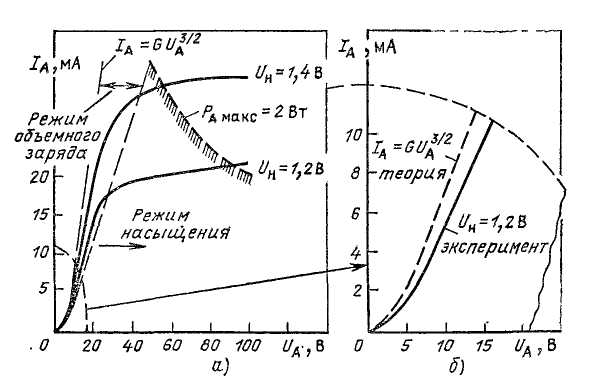 I_A = G U_A^3/2
I_A, мА
Режим
объемного
заряда
20
15
10
5
0
20
40
60
80
100
U_A, В
а)
U_н = 1,4 В
P_A макс = 2 Вт
U_н = 1,2 В
Режим
насыщения
I_A, мА
10
8
6
4
2
0
5
10
15
U_A, В
б)
I_A = G U_A^3/2
теория
U_н = 1,2 В
эксперимент